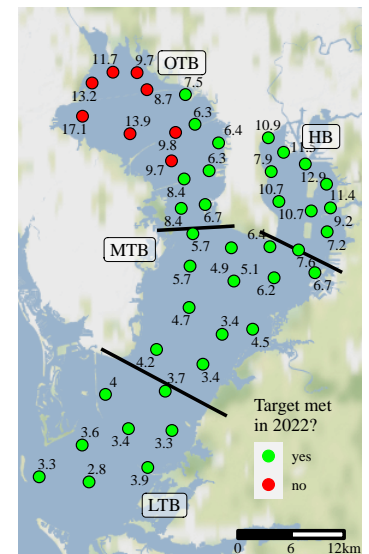 11.7 9.7
OTB
13.2 8.7 7.5
17.1 13.9 9.8 6.3
6.4
10.9
HB
11.5
9.7 6.3 7.9 12.9
8.4 10.7 11.4
8.4 6.7 10.7 9.2
MTB 5.7 6.4 7.2
7.6
5.7 4.9 5.1 6.2 6.7
4.7 3.4 4.5
4.2
4 3.7 3.4
Target met
in 2022?
3.6 3.4 3.3
yes
3.3 2.8 3.9
no
LTB
0 6 12km